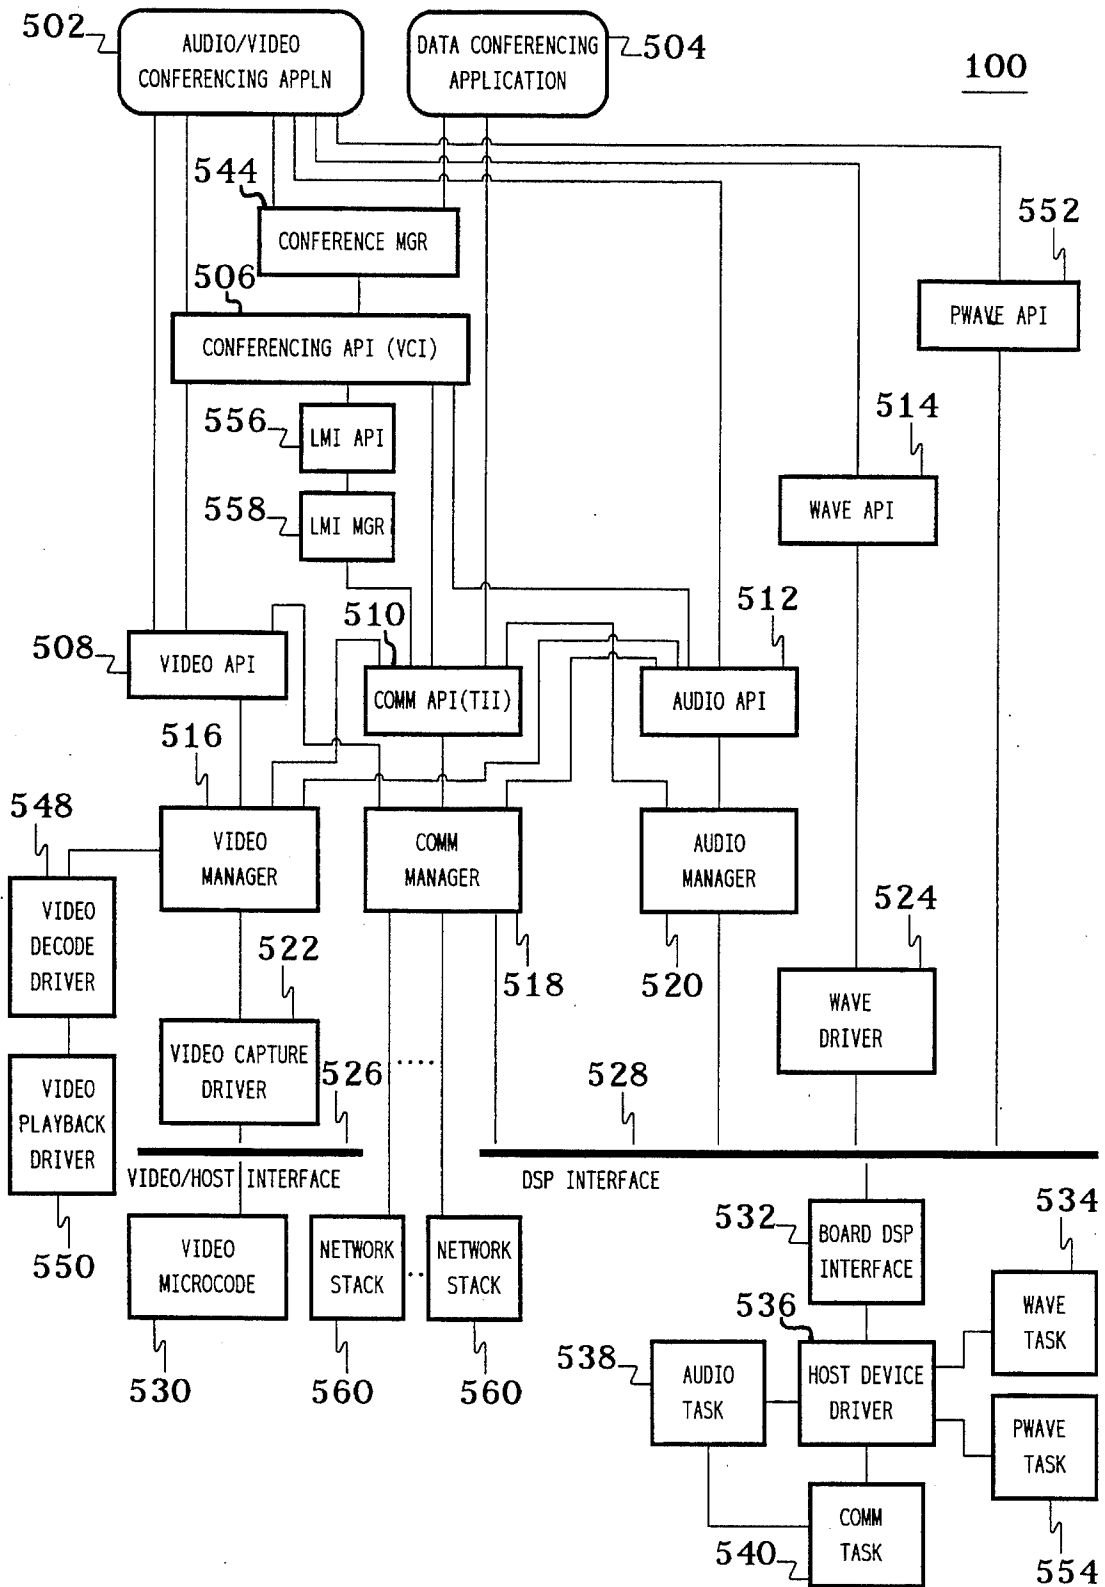 502
AUDIO/VIDEO
CONFERENCING APPLN
DATA CONFERENCING
APPLICATION
504
100
544
CONFERENCE MGR
552
506
PWAVE API
CONFERENCING API (VCI)
556
LMI API
514
558
LMI MGR
WAVE API
510
512
508
VIDEO API
COMM API(TII)
AUDIO API
516
548
VIDEO
MANAGER
COMM
MANAGER
AUDIO
MANAGER
VIDEO
DECODE
DRIVER
522
518
520
524
WAVE
DRIVER
VIDEO CAPTURE
DRIVER
....
526
528
VIDEO
PLAYBACK
DRIVER
VIDEO/HOST INTERFACE
DSP INTERFACE
550
VIDEO
MICROCODE
NETWORK
STACK
..
NETWORK
STACK
532
BOARD DSP
INTERFACE
534
530
560
560
536
WAVE
TASK
538
AUDIO
TASK
HOST DEVICE
DRIVER
PWAVE
TASK
COMM
TASK
540
554